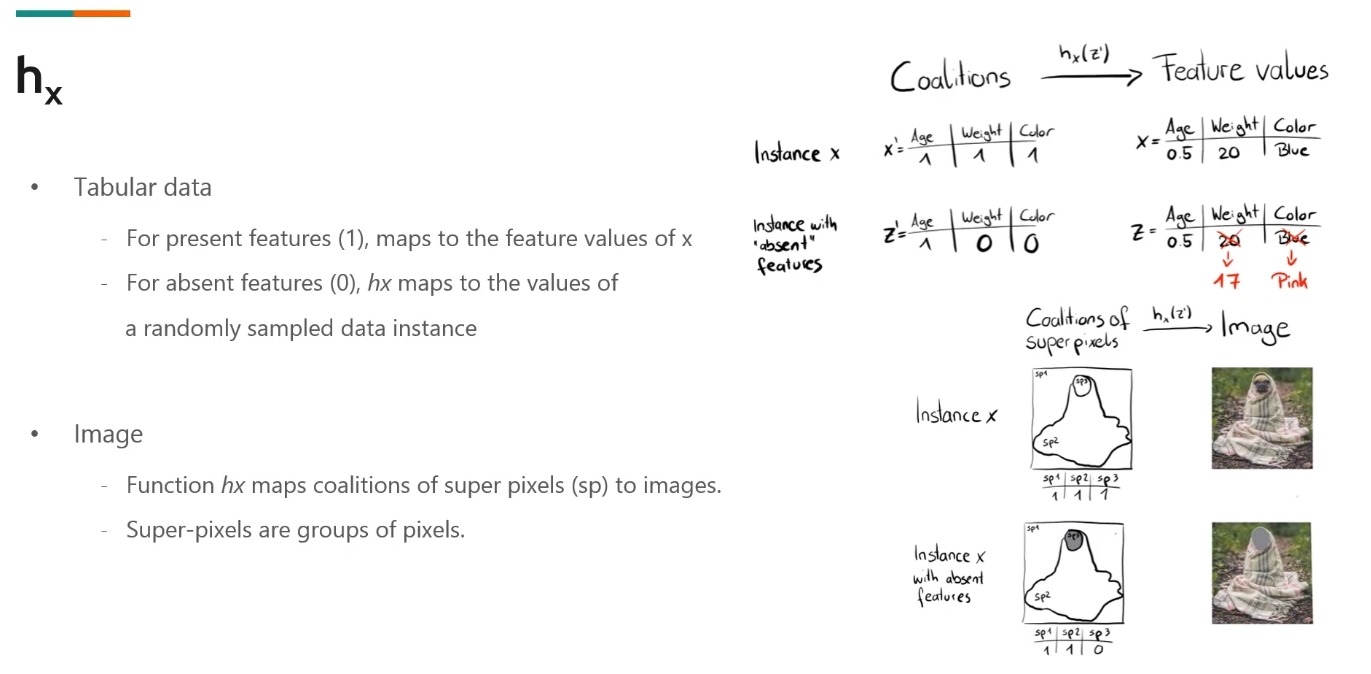 hx
• Tabular data
- For present features (1), maps to the feature values of x
- For absent features (0), hx maps to the values of
a randomly sampled data instance
• Image
- Function hx maps coalitions of super pixels (sp) to images.
- Super-pixels are groups of pixels.
Coalitions hx(z') Feature values
Instance x x'= Age Weight Color x= Age Weight Color
1 1 1 0.5 20 Blue
Instance with "absent" features z'= Age Weight Color z= Age Weight Color
1 0 0 0.5 20 Blue
17 Pink
Coalitions of hx(z') Image
super pixels
Instance x
sp1
sp3
sp2
sp1 sp2 sp3
1 1 1
Instance x
with absent
features
sp1
sp3
sp2
sp1 sp2 sp3
1 1 0